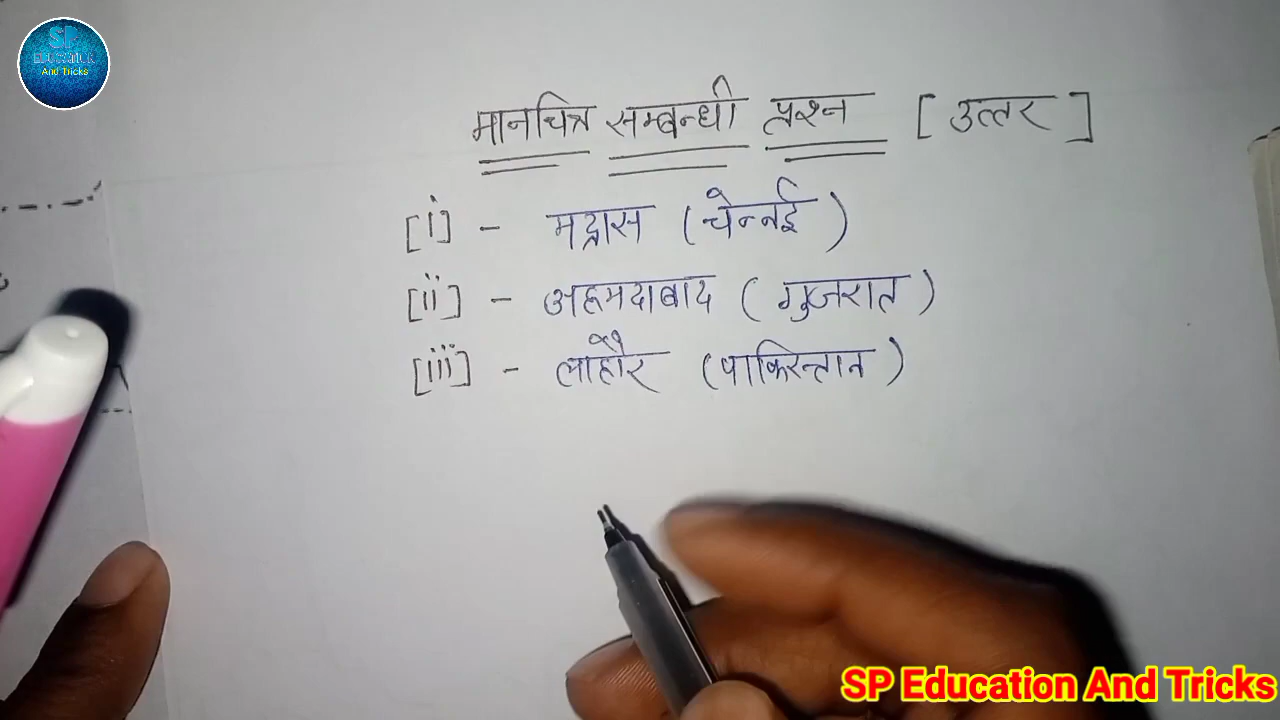 SP
EDUCATION
And Tricks
मानचित्र सम्बन्धी प्रश्न [ उत्तर ]
[i] - मद्रास (चेन्नई)
[ii] - अहमदाबाद (गुजरात)
[iii] - लाहौर (पाकिस्तान)
SP Education And Tricks